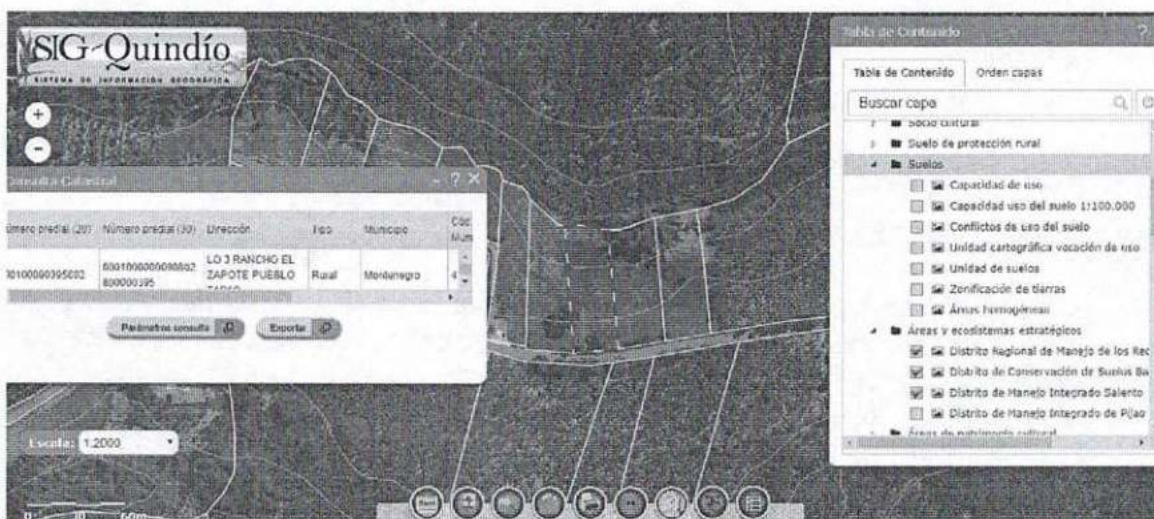 SIG-Quindío
SISTEMA DE INFORMACIÓN GEOGRÁFICA
+
−
Consulta Catastral
Número predial (20) Número predial (30) Dirección Tipo Municipio
LO 3 RANCHO EL ZAPOTE PUEBLO
Rural
Montenegro
Parámetros consulta
Exportar
Escala: 1:2000
0 30 60m
Tabla de Contenido
Tabla de Contenido Orden capas
Buscar capa
Socio cultural
Suelo de protección rural
Suelos
Capacidad de uso
Capacidad uso del suelo 1:100.000
Conflictos de uso del suelo
Unidad cartográfica vocación de uso
Unidad de suelos
Zonificación de tierras
Áreas homogéneas
Áreas y ecosistemas estratégicos
Distrito Regional de Manejo de los Rec
Distrito de Conservación de Suelos Ba
Distrito de Manejo Integrado Salento
Distrito de Manejo Integrado de Pijao
Áreas de patrimonio cultural